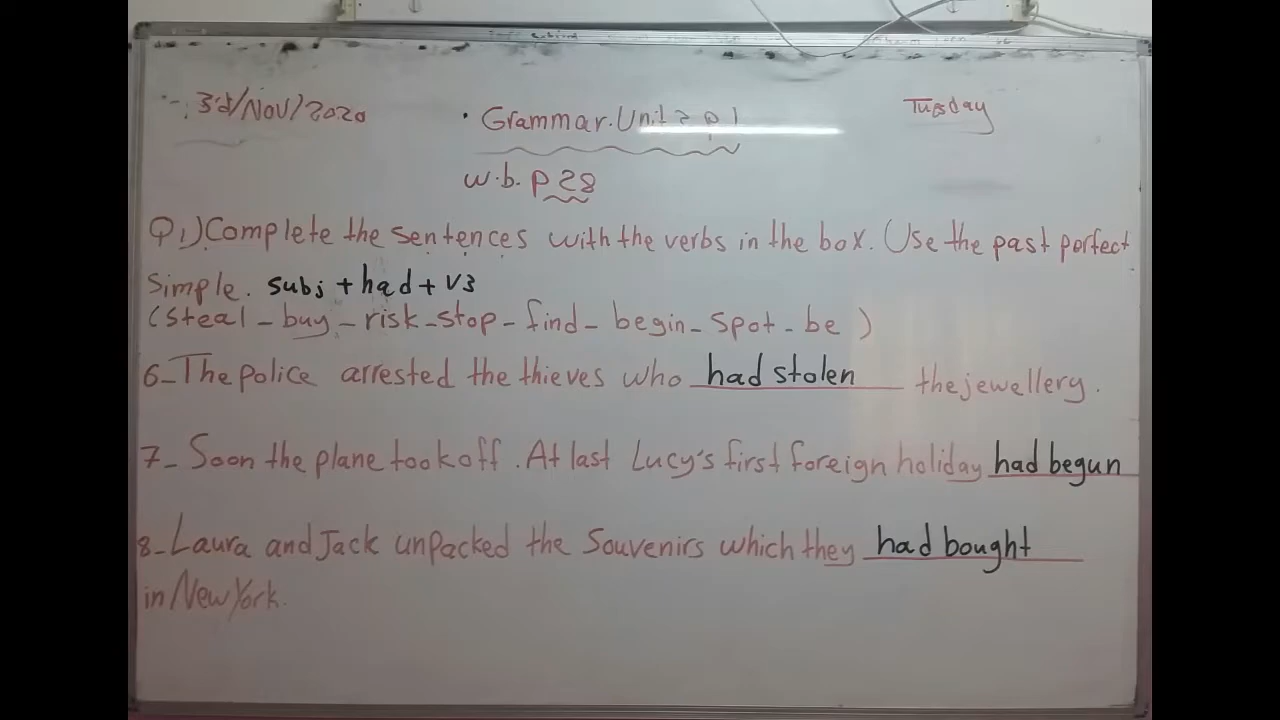 3rd/Nov/2020 Grammar. Unit 2 p 1 Tuesday
w.b. p 28
Q1) Complete the sentences with the verbs in the box. Use the past perfect
simple. subj + had + v3
(steal - buy - risk - stop - find - begin - spot - be )
6- The police arrested the thieves who had stolen the jewellery.
7- Soon the plane took off. At last Lucy's first foreign holiday had begun
8- Laura and Jack unpacked the souvenirs which they had bought
in New York.